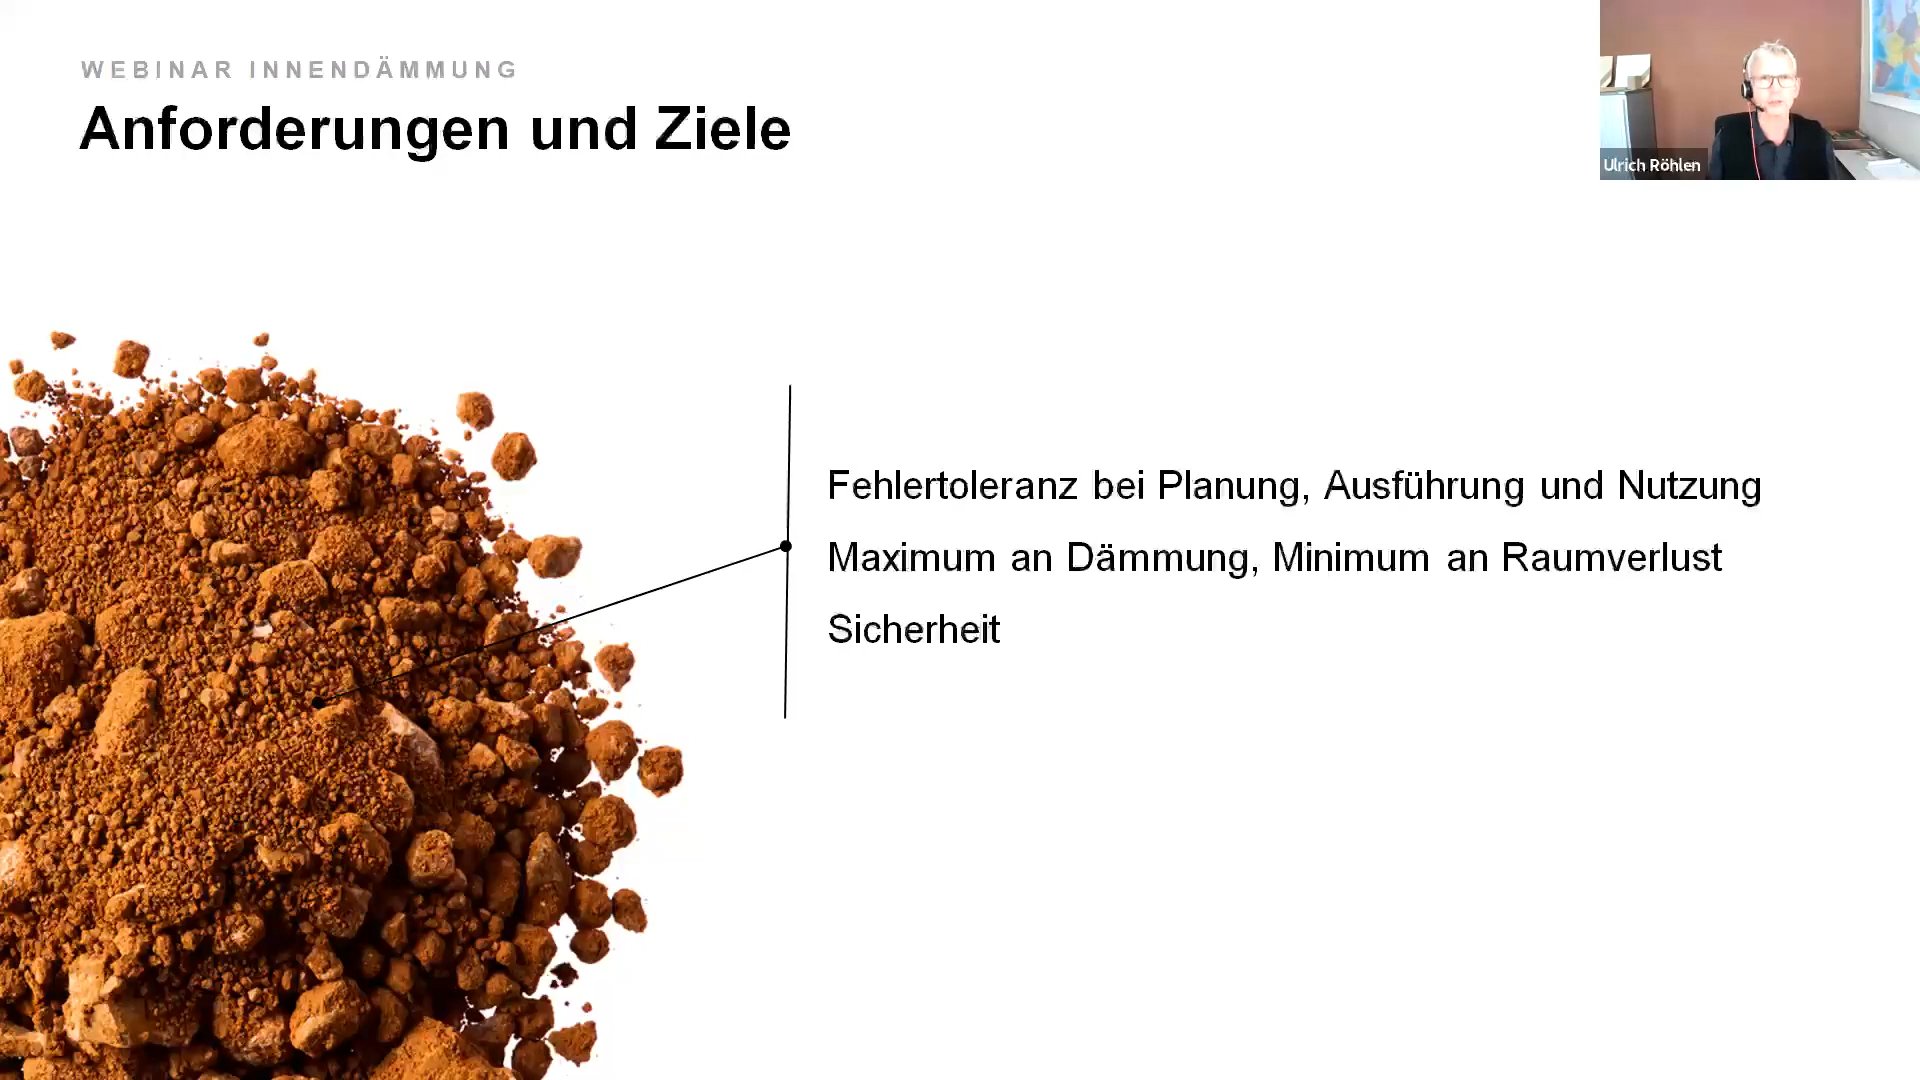 WEBINAR INNENDÄMMUNG
Anforderungen und Ziele
Ulrich Röhlen
Fehlertoleranz bei Planung, Ausführung und Nutzung
Maximum an Dämmung, Minimum an Raumverlust
Sicherheit